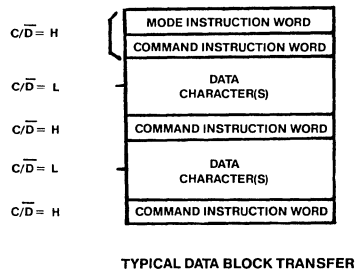 MODE INSTRUCTION WORD
C/D̅ = H
COMMAND INSTRUCTION WORD
C/D̅ = L
DATA
CHARACTER(S)
C/D̅ = H
COMMAND INSTRUCTION WORD
C/D̅ = L
DATA
CHARACTER(S)
C/D̅ = H
COMMAND INSTRUCTION WORD
TYPICAL DATA BLOCK TRANSFER